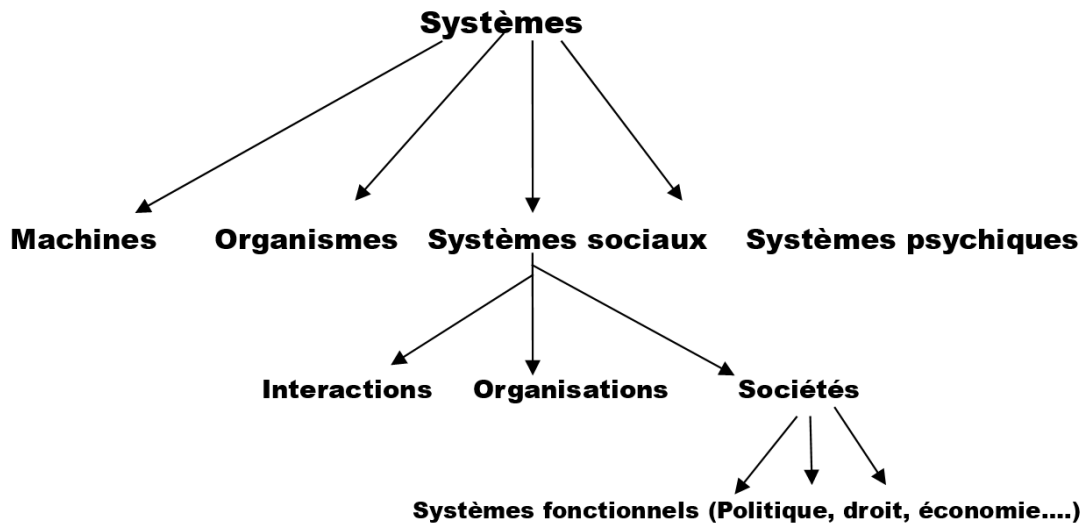 Systèmes
Machines Organismes Systèmes sociaux Systèmes psychiques
Interactions Organisations Sociétés
Systèmes fonctionnels (Politique, droit, économie....)